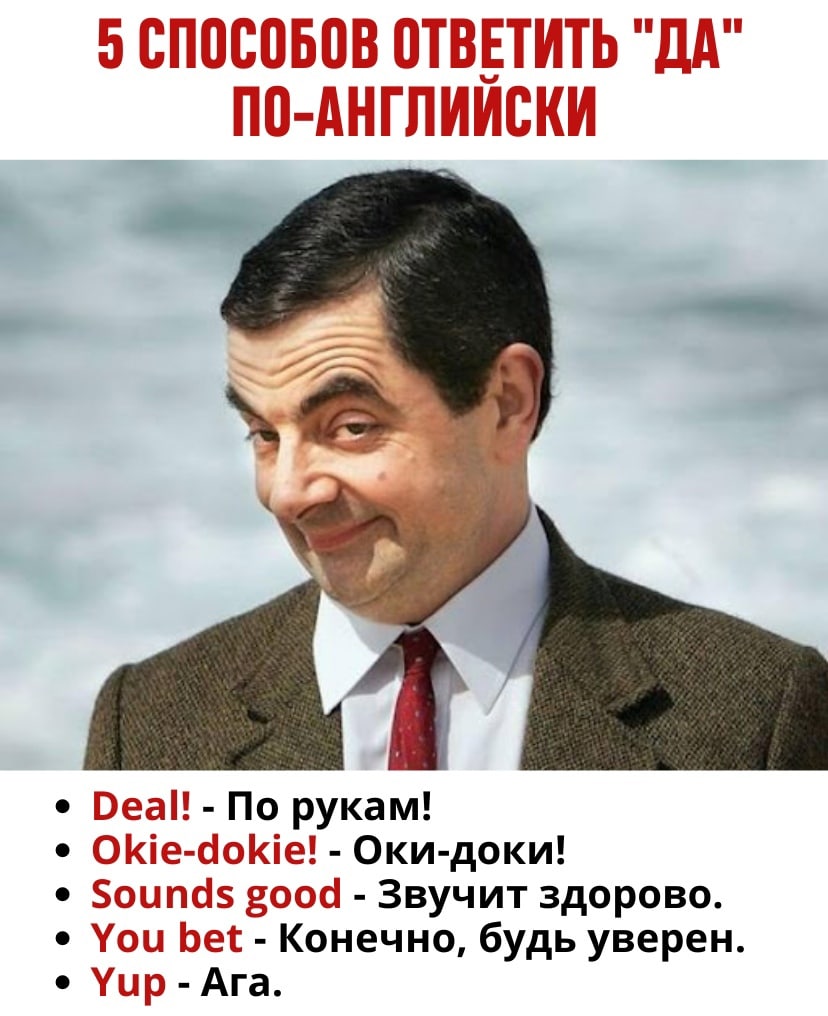 5 СПОСОБОВ ОТВЕТИТЬ "ДА"
ПО-АНГЛИЙСКИ
• Deal! - По рукам!
• Okie-dokie! - Оки-доки!
• Sounds good - Звучит здорово.
• You bet - Конечно, будь уверен.
• Yup - Ага.